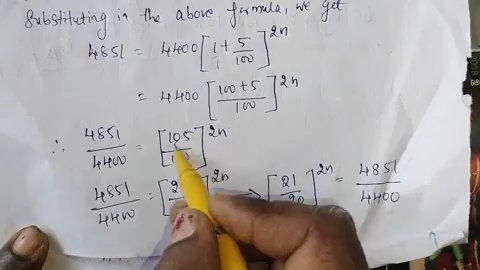 Substituting in the above formula, we get
4851 = 4400 [1 + 5/100]^2n
= 4400 [(100+5)/100]^2n
∴ 4851/4400 = [105/]^2n
4851/4400 = [2]^2n → [21/20]^2n = 4851/4400